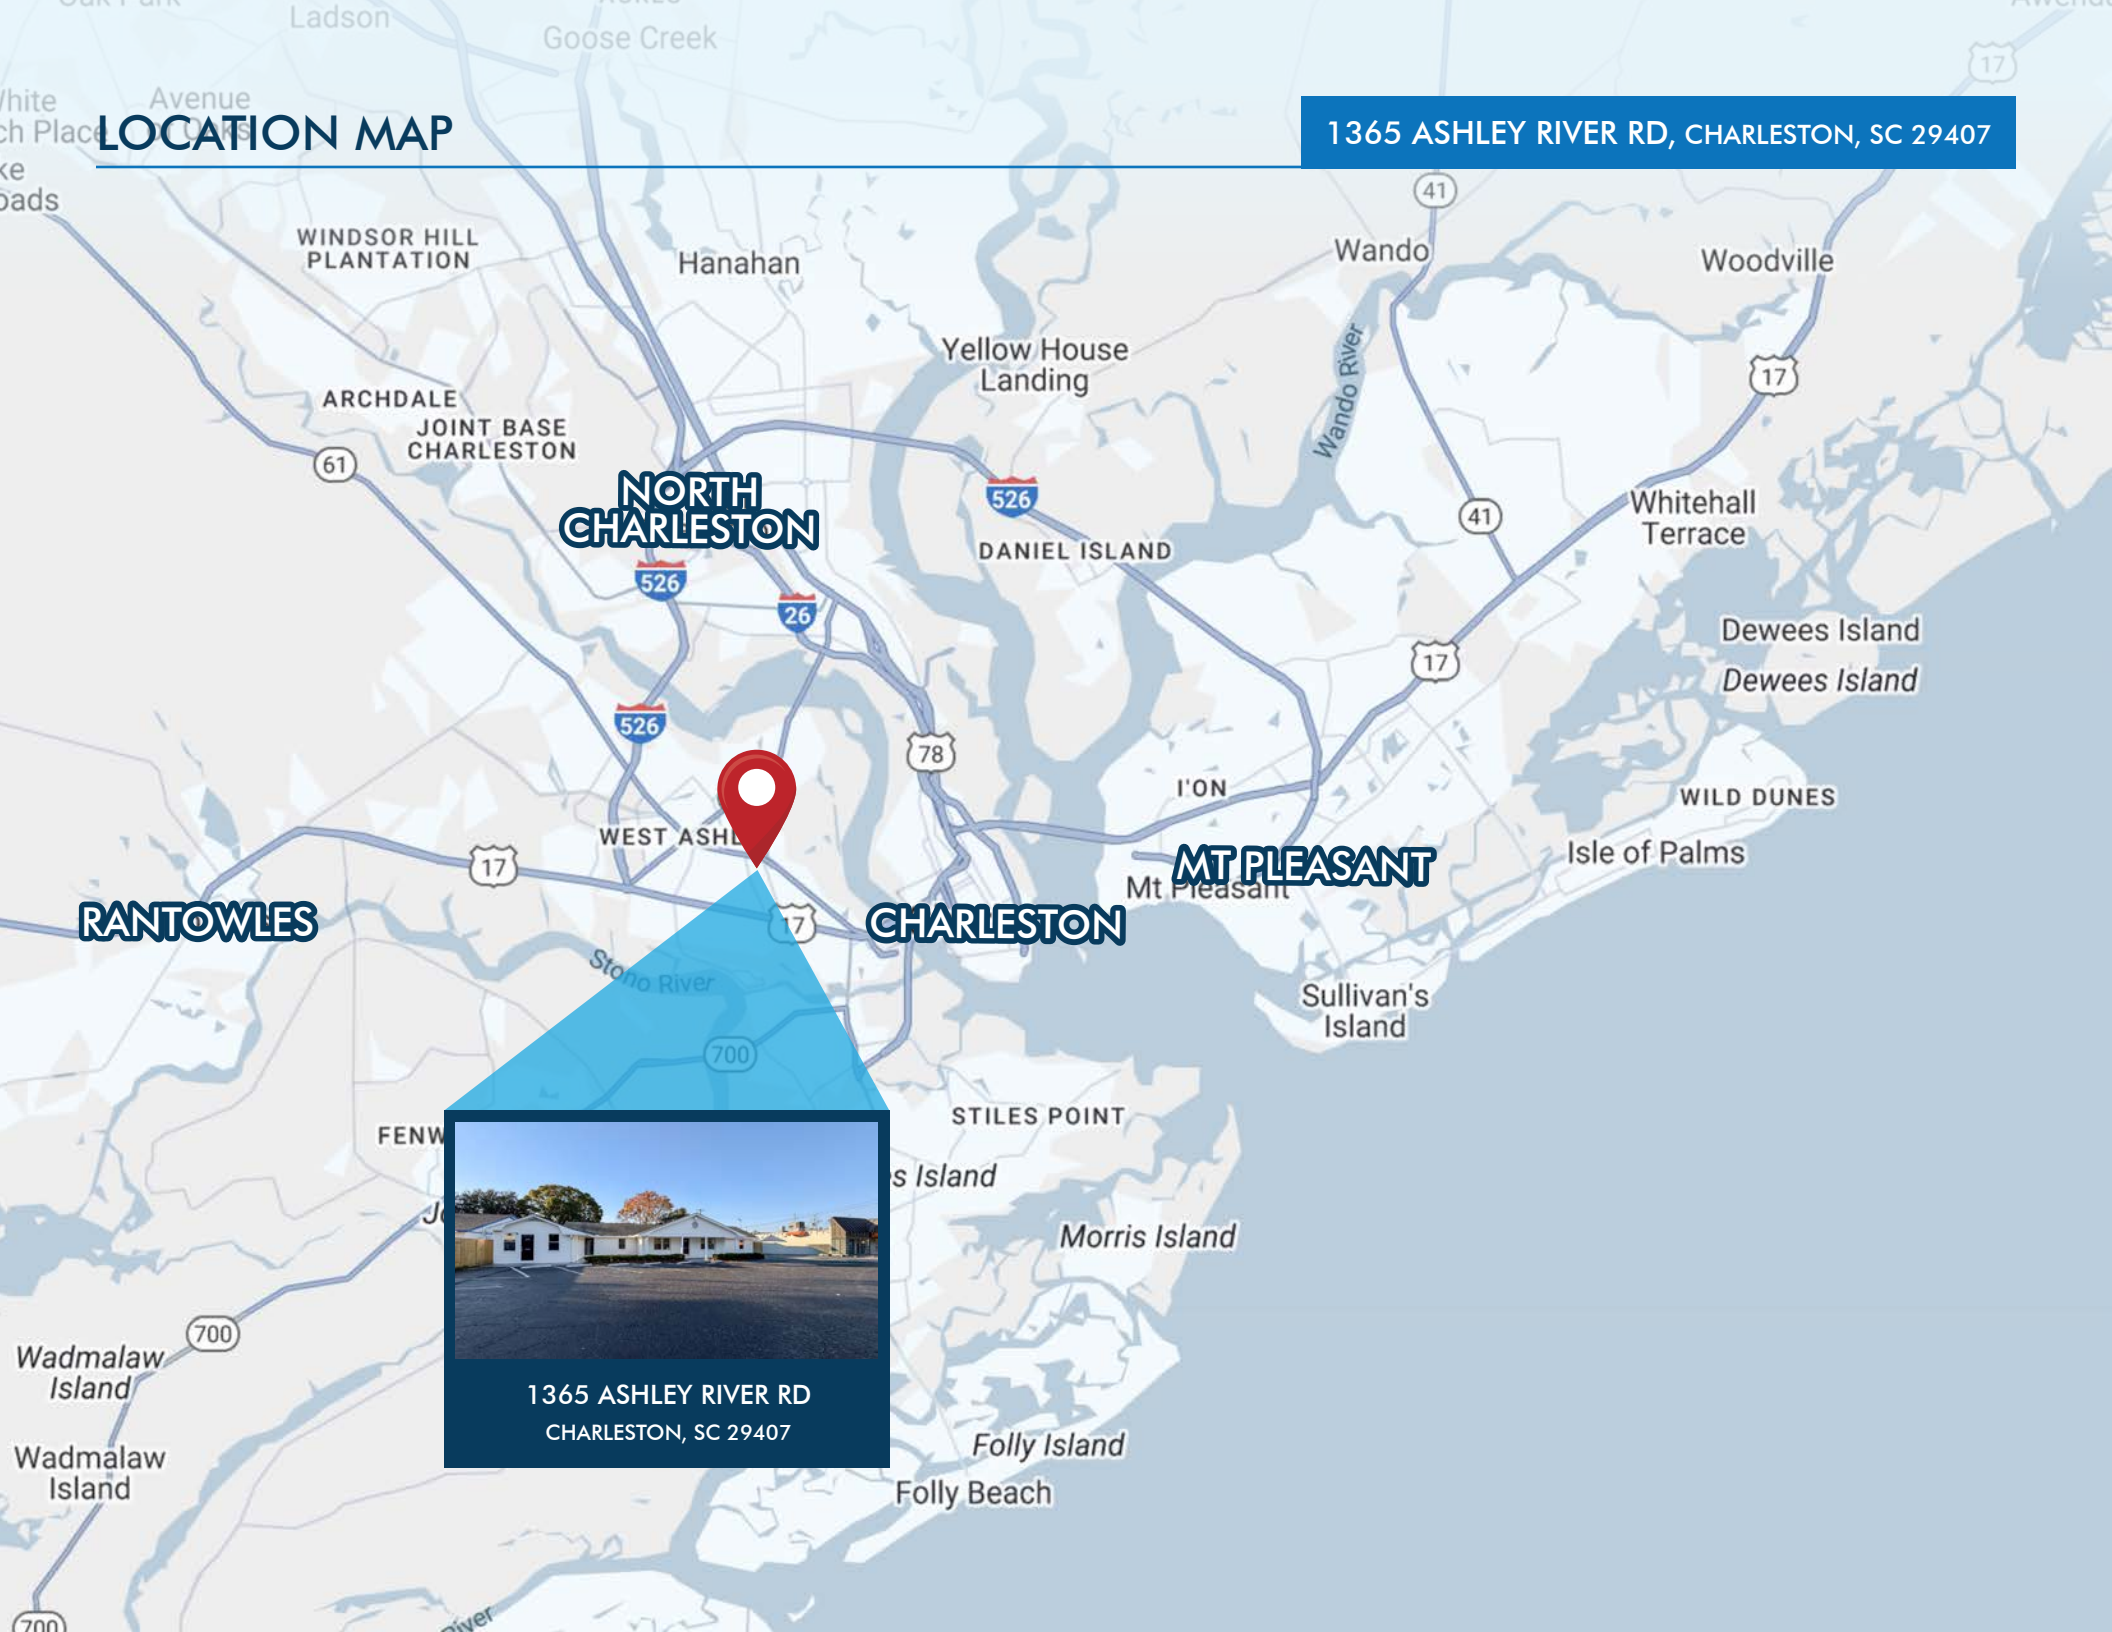 Ladson
Goose Creek
17
Avenue
LOCATION MAP
1365 ASHLEY RIVER RD, CHARLESTON, SC 29407
41
WINDSOR HILL
PLANTATION
Hanahan
Wando
Woodville
Wando River
Yellow House
Landing
17
ARCHDALE
JOINT BASE
CHARLESTON
61
NORTH
CHARLESTON
526
41
Whitehall
Terrace
DANIEL ISLAND
526
26
Dewees Island
17
Dewees Island
526
78
I'ON
WILD DUNES
WEST
17
MT PLEASANT
Isle of Palms
Mt Pleasant
RANTOWLES
17
CHARLESTON
Stono River
Sullivan's
Island
700
STILES POINT
Island
Morris Island
700
Wadmalaw
Island
1365 ASHLEY RIVER RD
CHARLESTON, SC 29407
Folly Island
Wadmalaw
Island
Folly Beach
700